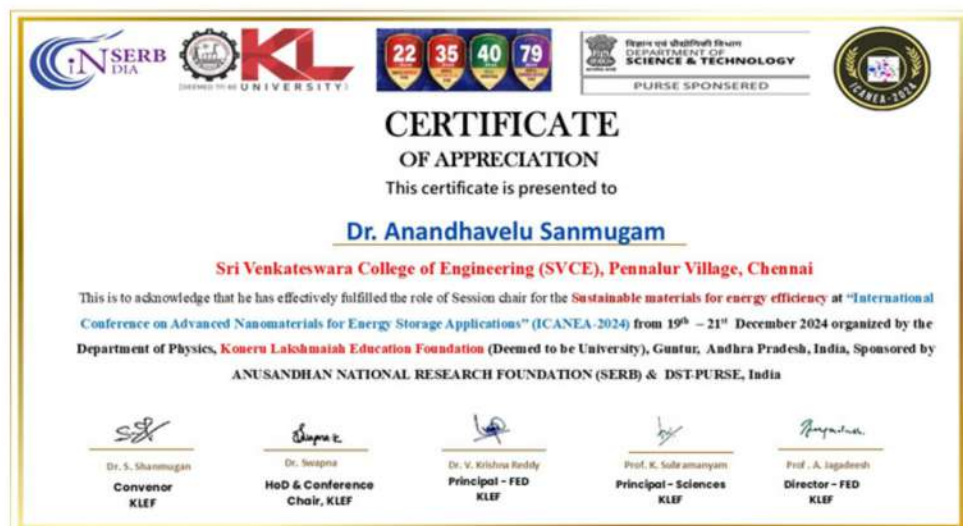 iNSERB
INDIA
KL
(DEEMED TO BE UNIVERSITY)
22 35 40 79
विज्ञान एवं प्रौद्योगिकी विभाग
DEPARTMENT OF
SCIENCE & TECHNOLOGY
PURSE SPONSERED
ICANEA-2024
CERTIFICATE
OF APPRECIATION
This certificate is presented to
Dr. Anandhavelu Sanmugam
Sri Venkateswara College of Engineering (SVCE), Pennalur Village, Chennai
This is to acknowledge that he has effectively fulfilled the role of Session chair for the Sustainable materials for energy efficiency at “International
Conference on Advanced Nanomaterials for Energy Storage Applications” (ICANEA-2024) from 19th – 21st December 2024 organized by the
Department of Physics, Koneru Lakshmaiah Education Foundation (Deemed to be University), Guntur, Andhra Pradesh, India, Sponsored by
ANUSANDHAN NATIONAL RESEARCH FOUNDATION (SERB) & DST-PURSE, India
Dr. S. Shanmugan
Convenor
KLEF
Dr. Swapna
HoD & Conference
Chair, KLEF
Dr. V. Krishna Reddy
Principal - FED
KLEF
Prof. K. Subramanyam
Principal - Sciences
KLEF
Prof. A. Jagadeesh
Director - FED
KLEF